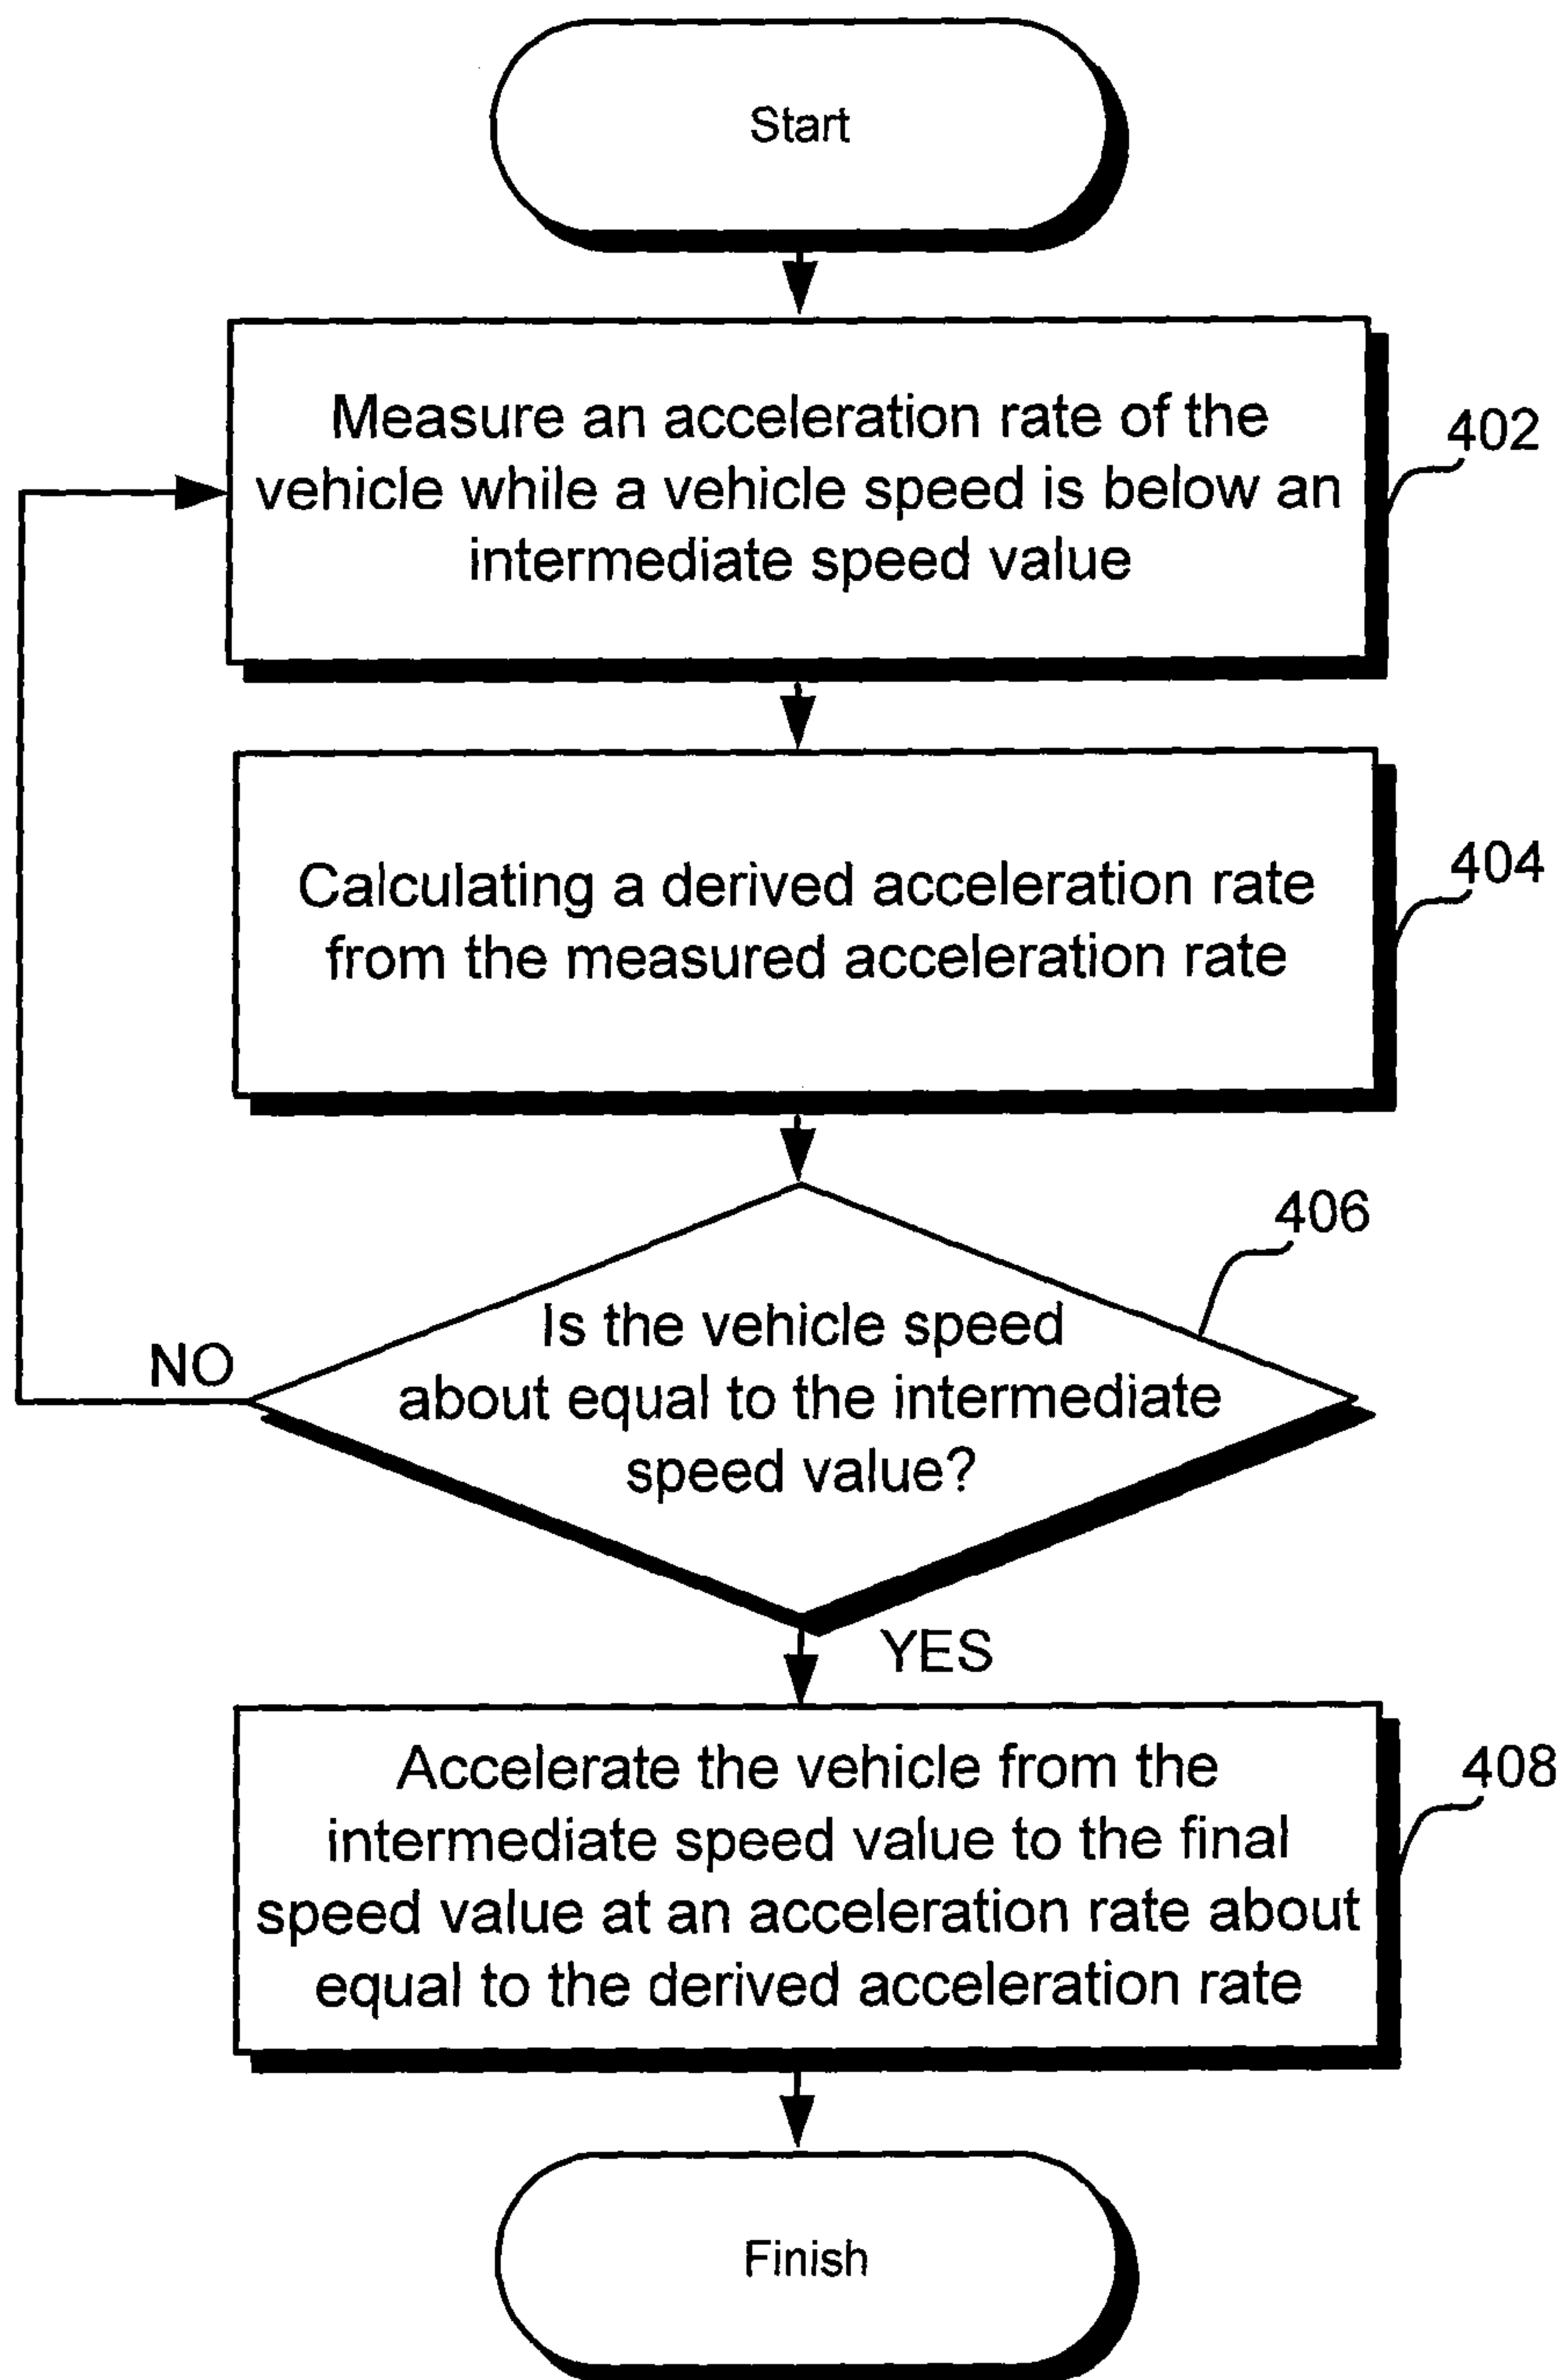 Start
Measure an acceleration rate of the
vehicle while a vehicle speed is below an
intermediate speed value
402
Calculating a derived acceleration rate
from the measured acceleration rate
404
406
Is the vehicle speed
about equal to the intermediate
speed value?
NO
YES
Accelerate the vehicle from the
intermediate speed value to the final
speed value at an acceleration rate about
equal to the derived acceleration rate
408
Finish